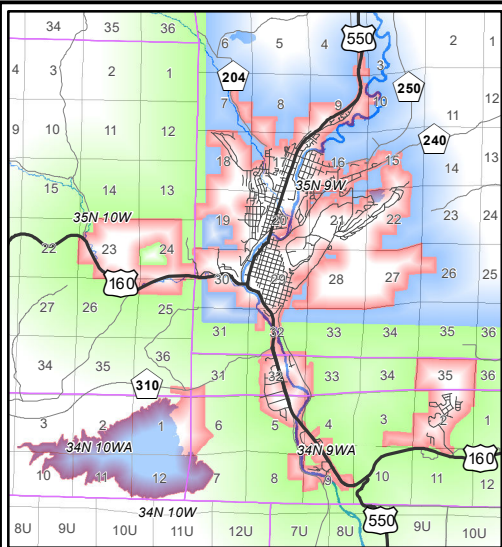 34 35 36 6 5 4 550 2 1
4 3 2 1 204 3 250
7 8 9 10
9 10 11 12 11 12
240
18 17 16 15 14 13
15 14 13 35N 9W
35N 10W 19 20 21 22 23 24
22 23 24
160 30 29 28 27 26 25
27 26 25
31 32 33 34 35 36
34 35 36 31 32 33 34 35 36
310
3 2 1 6 5 4 3 1
34N 10WA 34N 9WA 160
10 11 12 7 8 9 10 11 12
34N 10W
8U 9U 10U 11U 12U 7U 8U 550 9U 10U